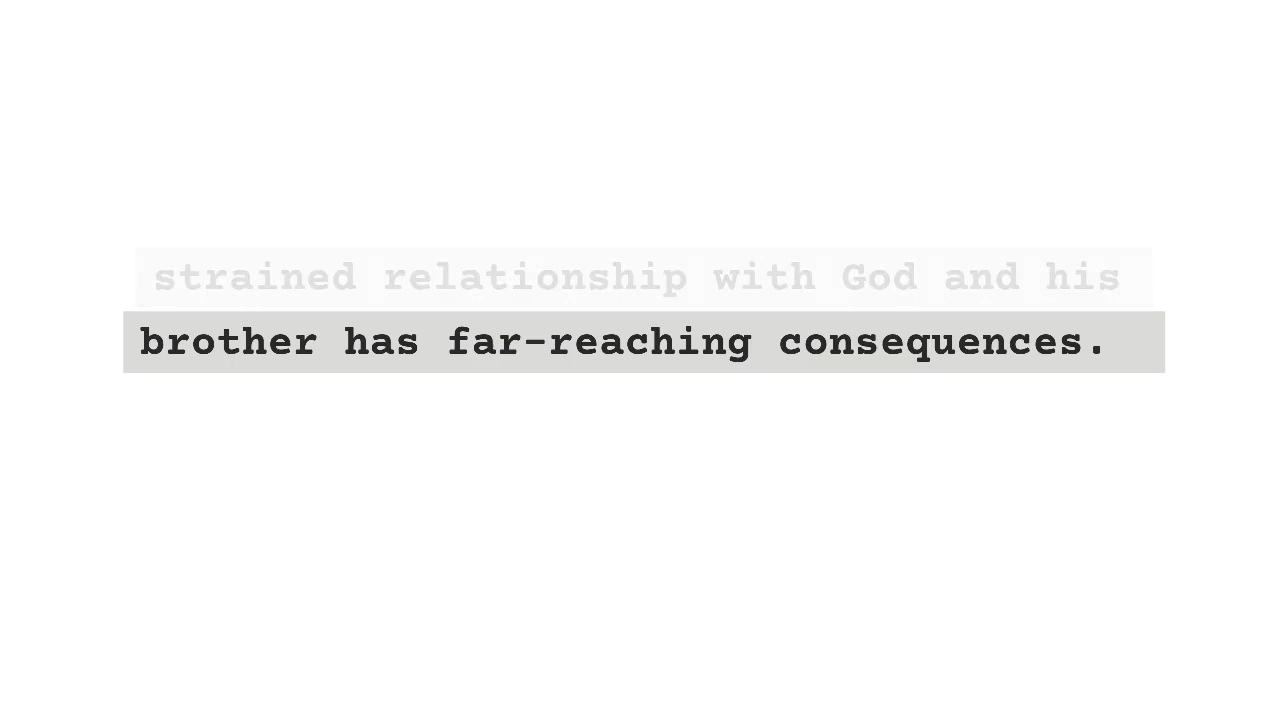 strained relationship with God and his
brother has far-reaching consequences.